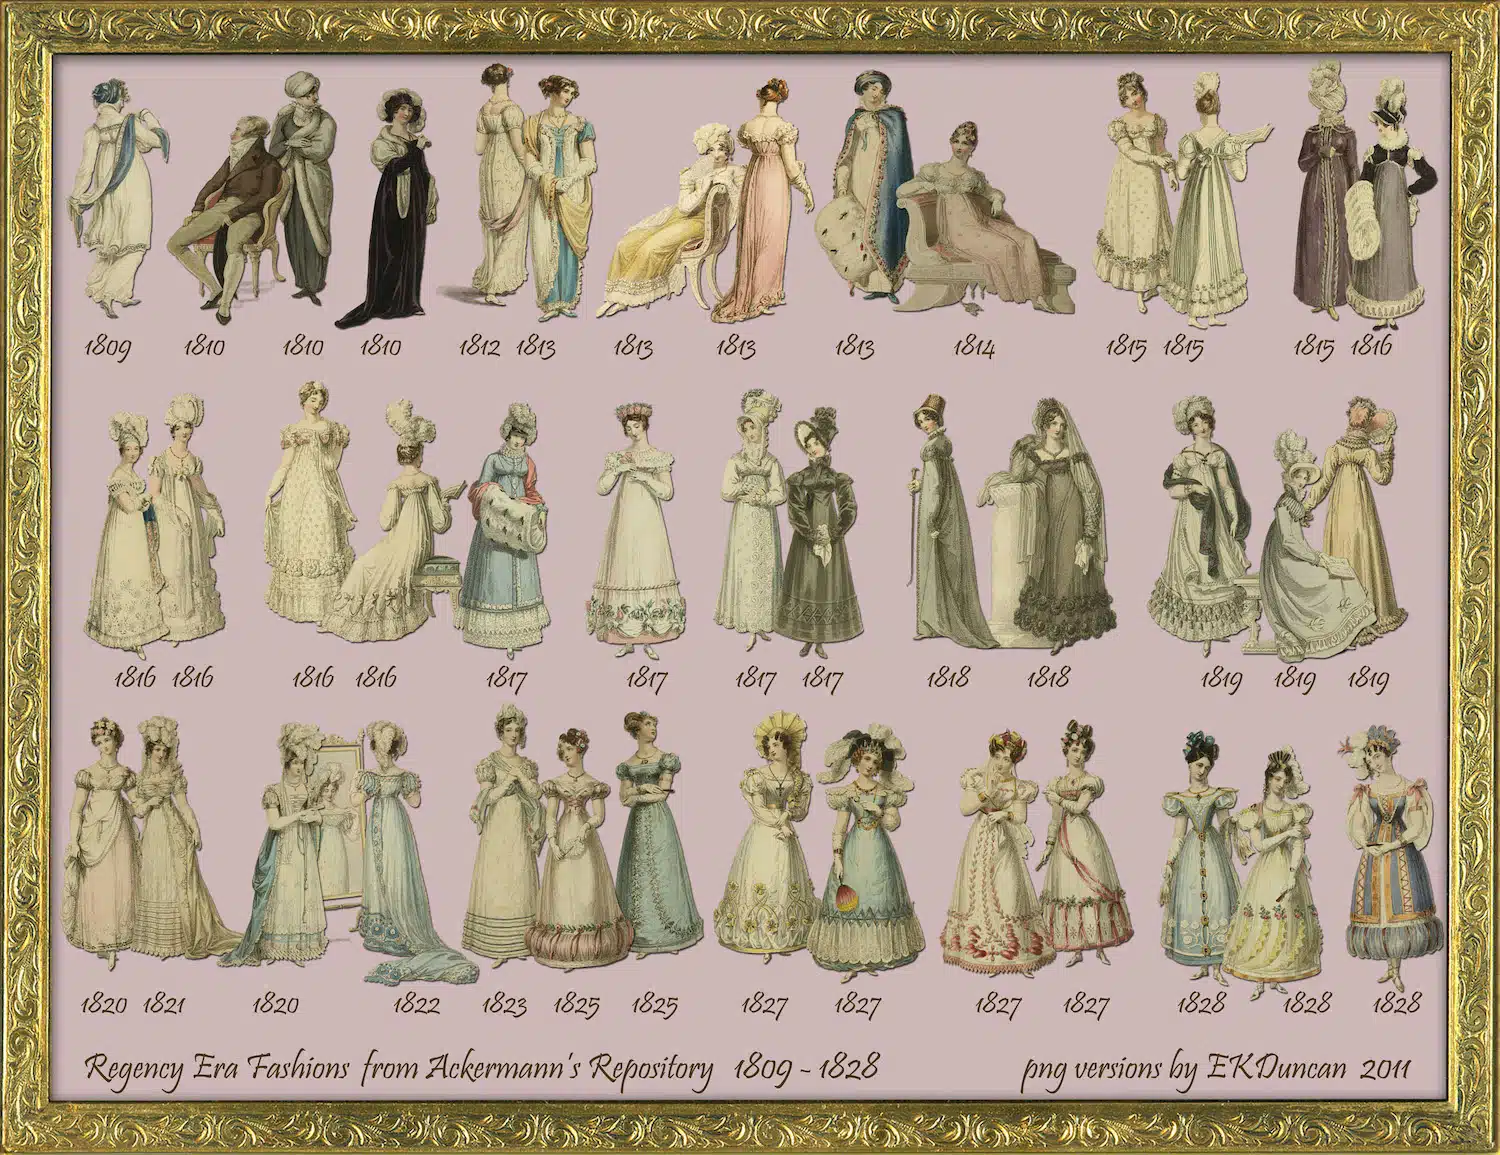 1809 1810 1810 1810 1812 1813 1813 1813 1813 1814 1815 1815 1815 1816
1816 1816 1816 1816 1817 1817 1817 1817 1818 1818 1819 1819 1819
1820 1821 1820 1822 1823 1825 1825 1827 1827 1827 1827 1828 1828 1828
Regency Era Fashions from Ackermann's Repository 1809 - 1828 png versions by EKDuncan 2011